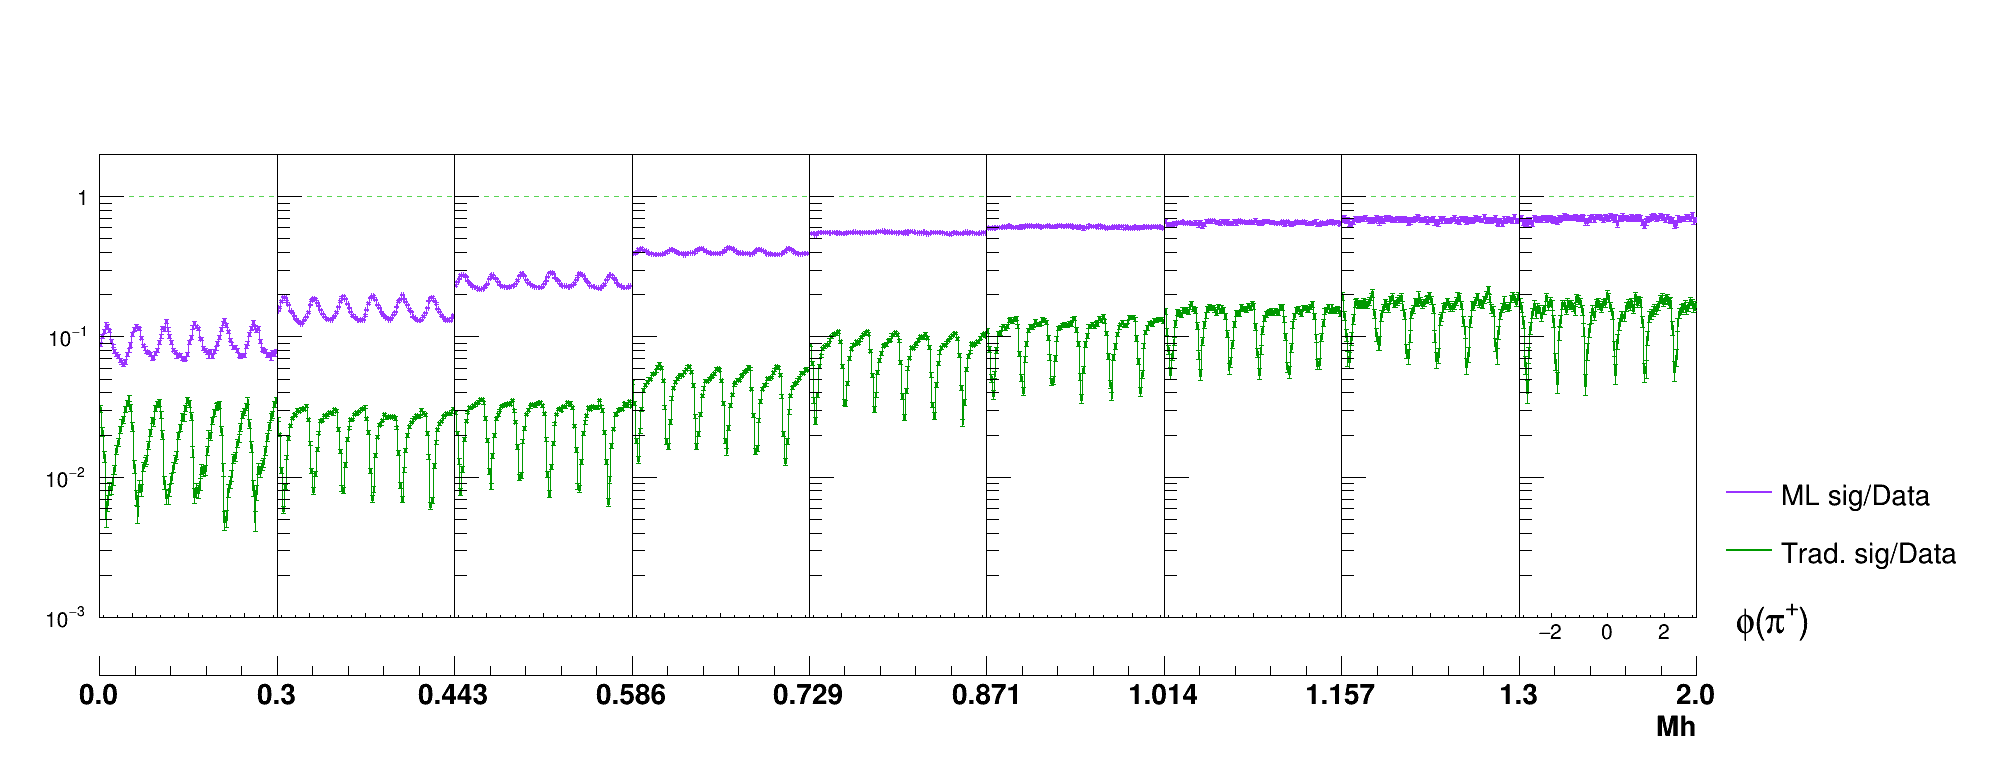 1
10⁻¹
10⁻²
10⁻³
−2 0 2
ML sig/Data
Trad. sig/Data
ϕ(π⁺)
0.0 0.3 0.443 0.586 0.729 0.871 1.014 1.157 1.3 2.0
Mh